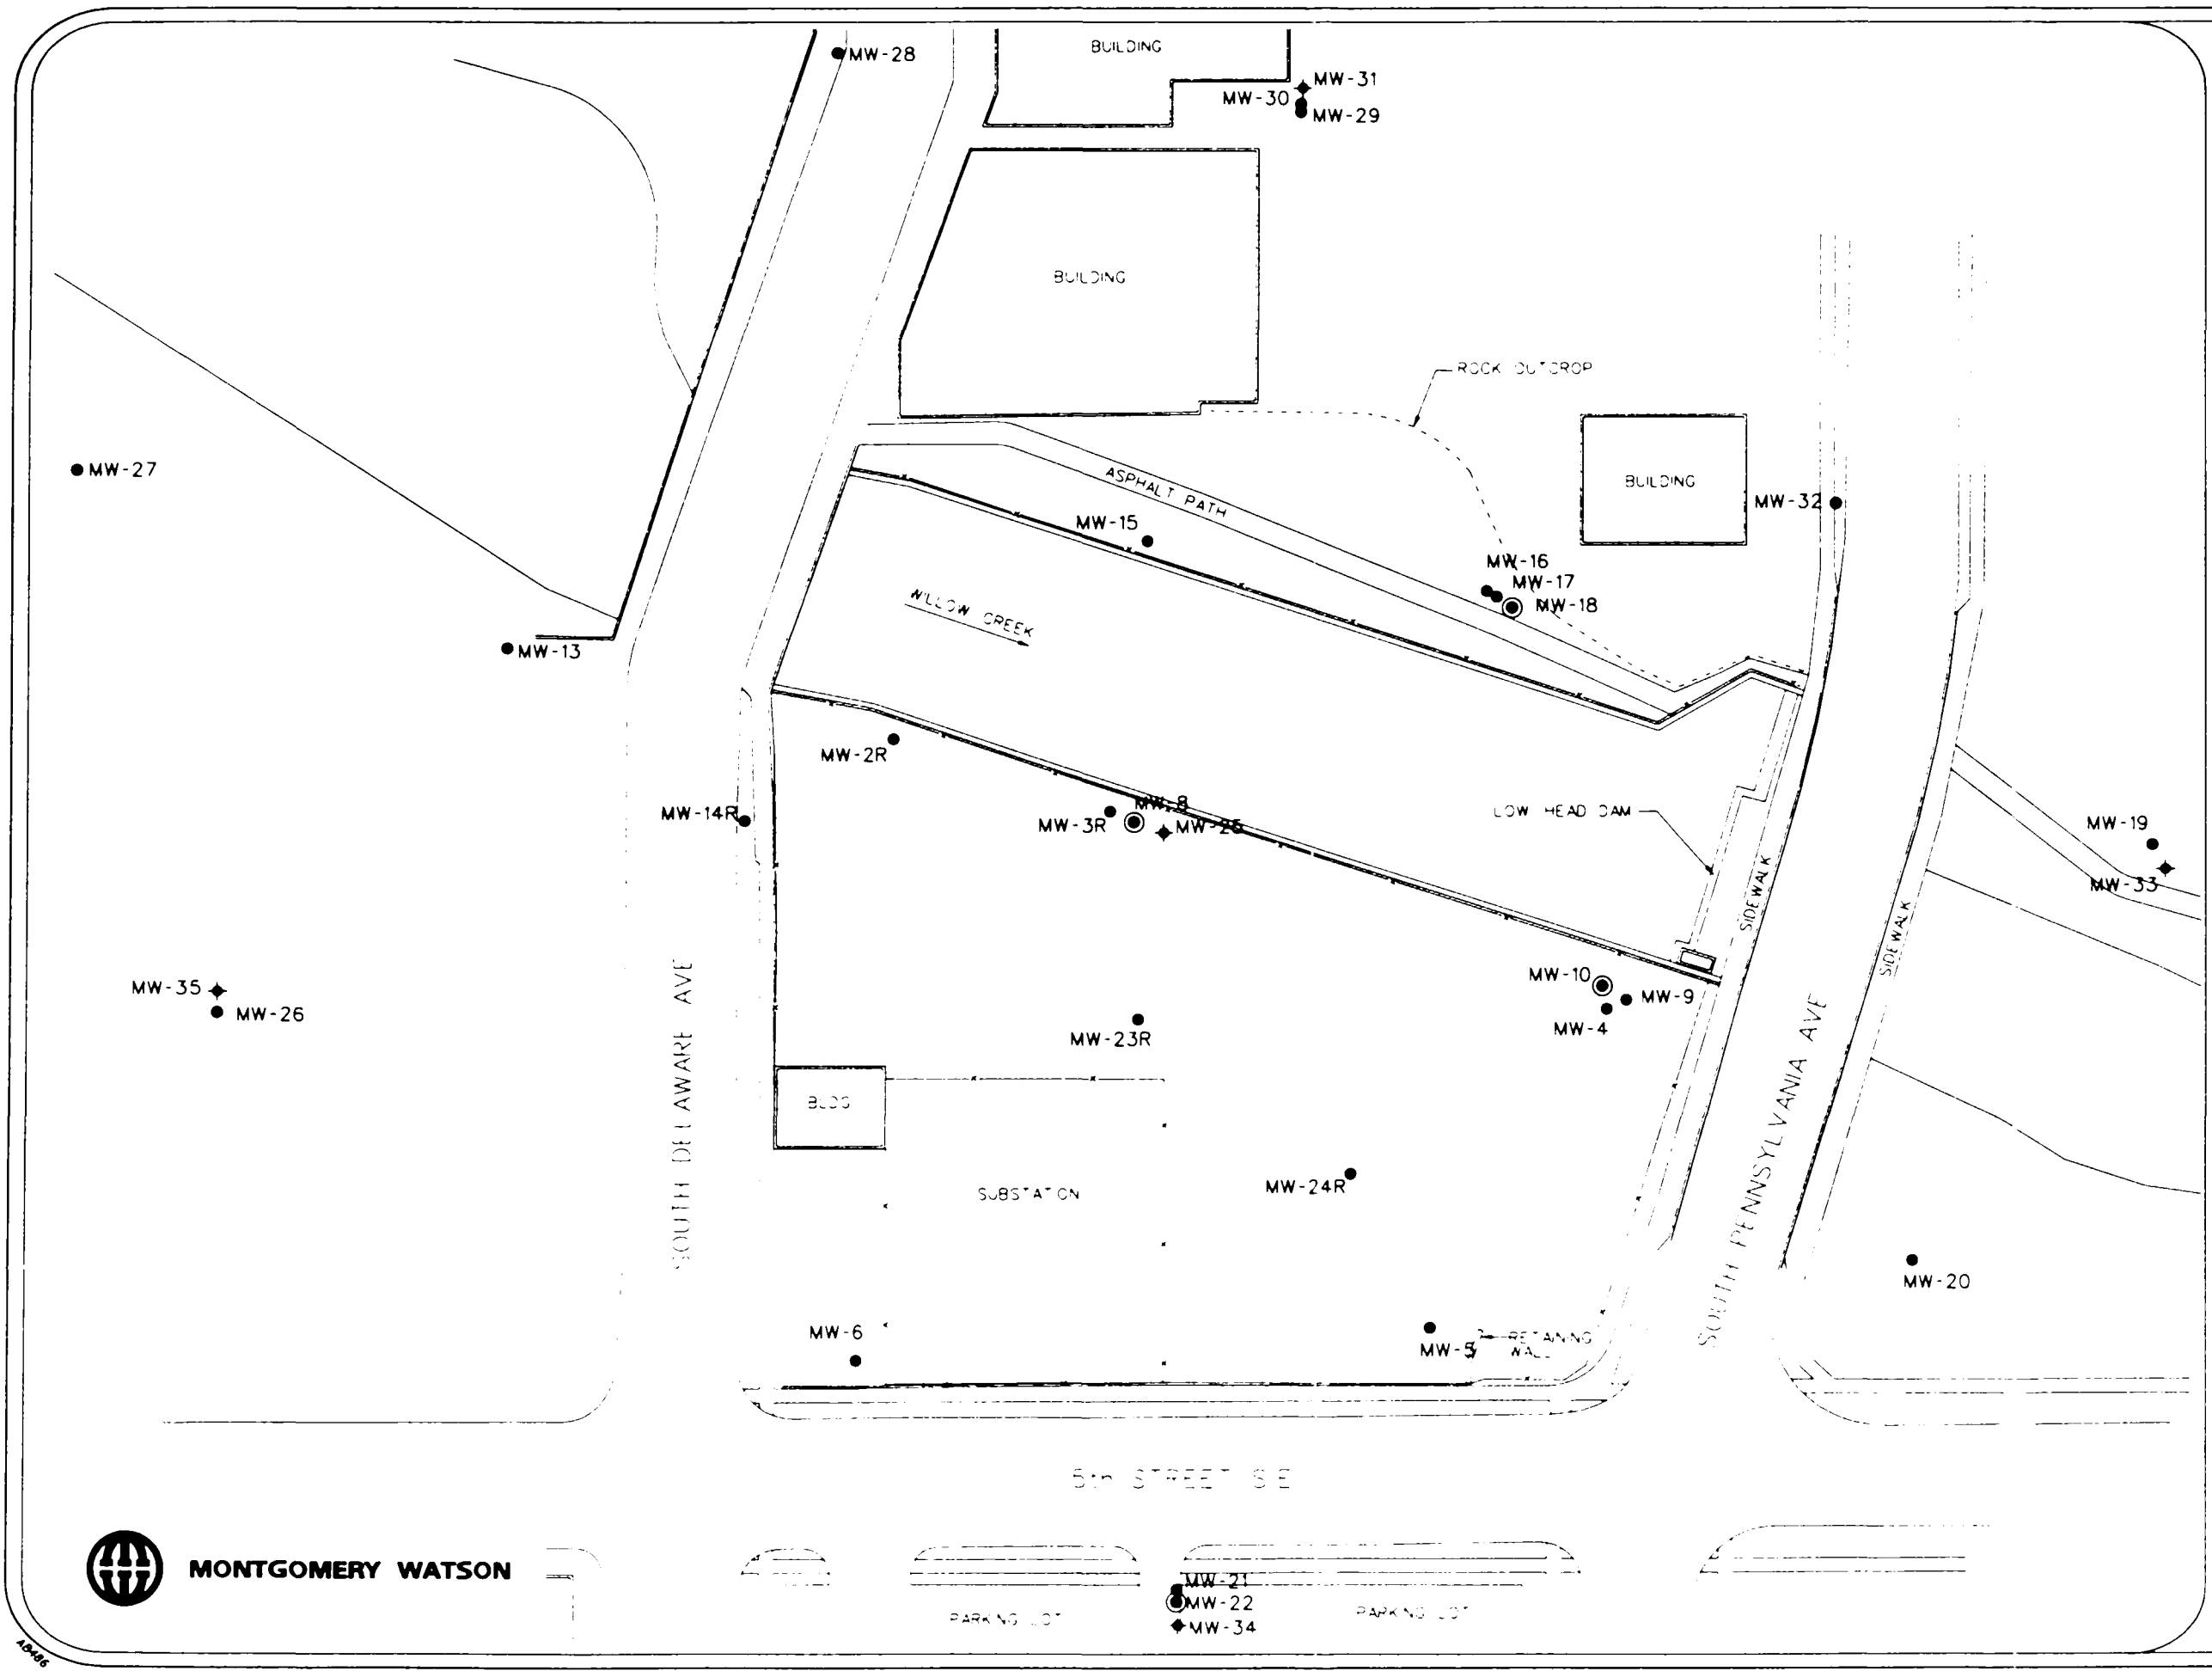 BUILDING
MW-28
MW-31
MW-30
MW-29
BUILDING
ROCK OUTCROP
MW-27
ASPHALT PATH
BUILDING
MW-32
MW-15
MW-16
MW-17
MW-18
WILLOW CREEK
MW-13
MW-2R
MW-14R
MW-8
MW-3R
MW-25
LOW HEAD DAM
MW-19
MW-33
SIDEWALK
SIDEWALK
MW-35
MW-26
MW-10
MW-9
MW-4
MW-23R
SOUTH DELAWARE AVE
SOUTH PENNSYLVANIA AVE
BLDG
MW-24R
SUBSTATION
MW-20
MW-6
MW-5
RETAINING
WALL
5th STREET S E
MONTGOMERY WATSON
MW-21
MW-22
MW-34
PARKING LOT
PARKING LOT
A8486